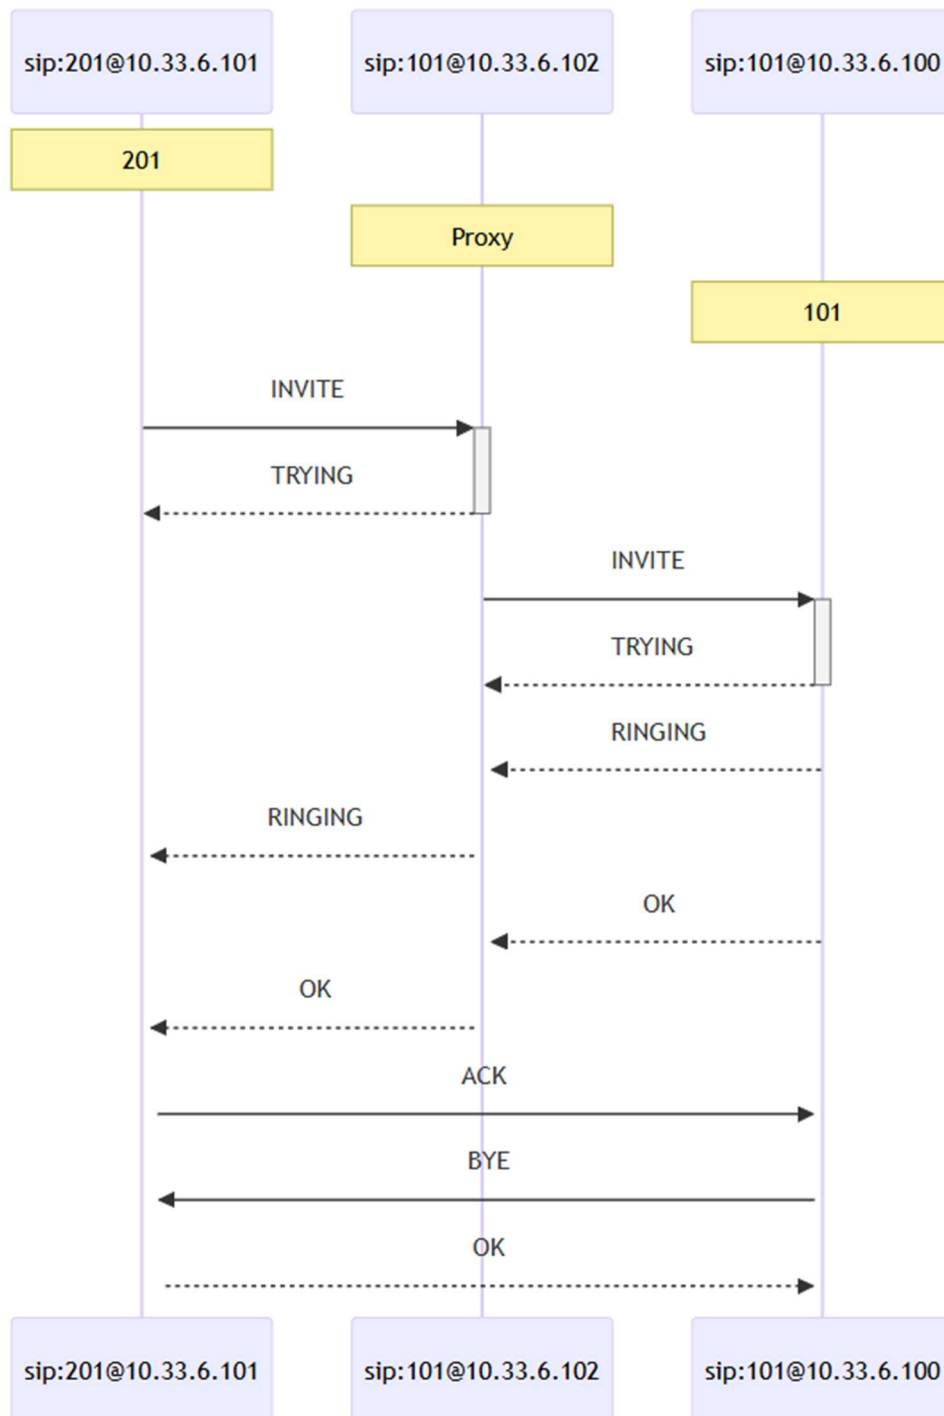 sip:201@10.33.6.101 sip:101@10.33.6.102 sip:101@10.33.6.100
201
Proxy
101
INVITE
TRYING
INVITE
TRYING
RINGING
RINGING
OK
OK
ACK
BYE
OK
sip:201@10.33.6.101 sip:101@10.33.6.102 sip:101@10.33.6.100